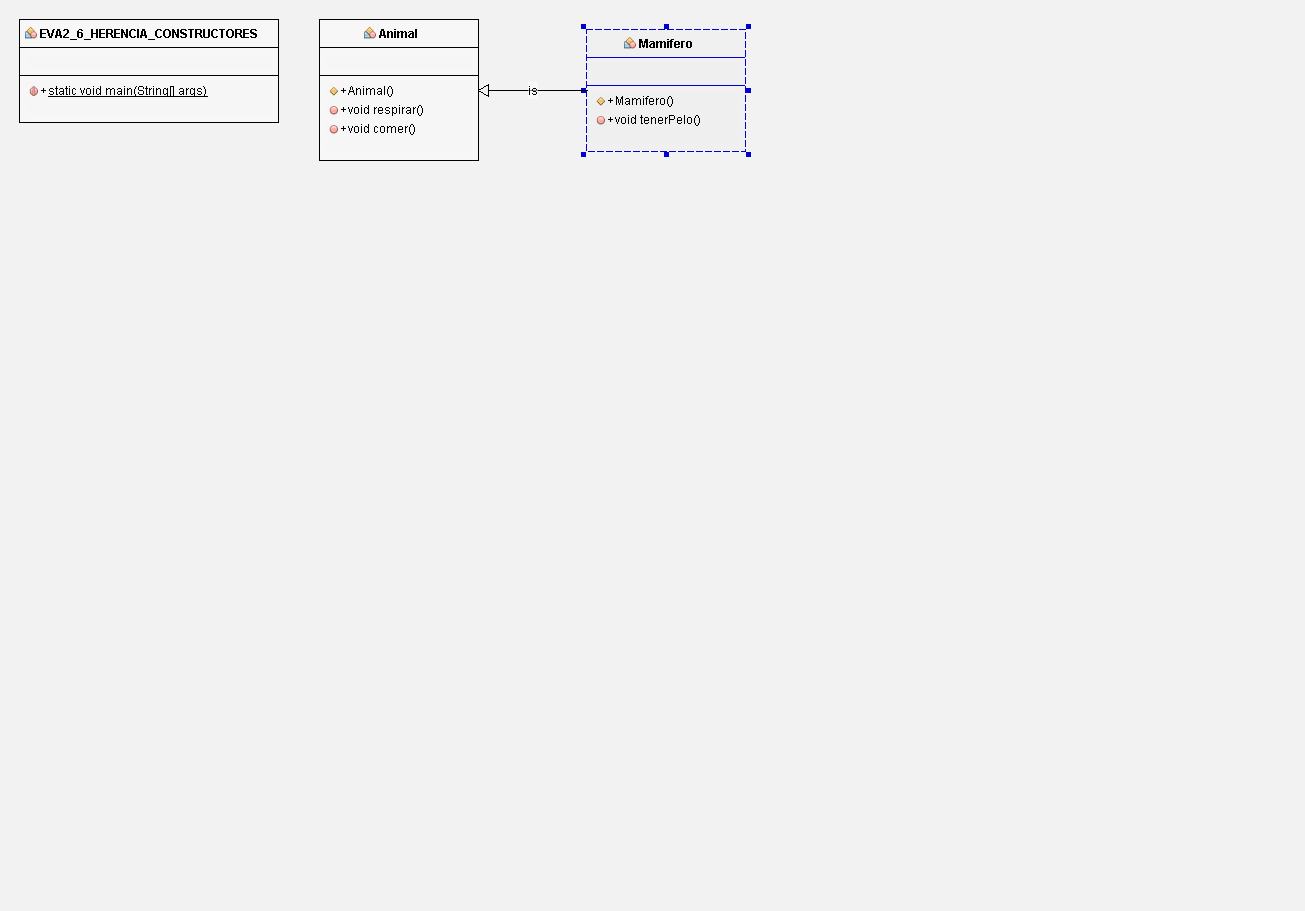 EVA2_6_HERENCIA_CONSTRUCTORES
+static void main(String[] args)
Animal
+Animal()
+void respirar()
+void comer()
is
Mamifero
+Mamifero()
+void tenerPelo()